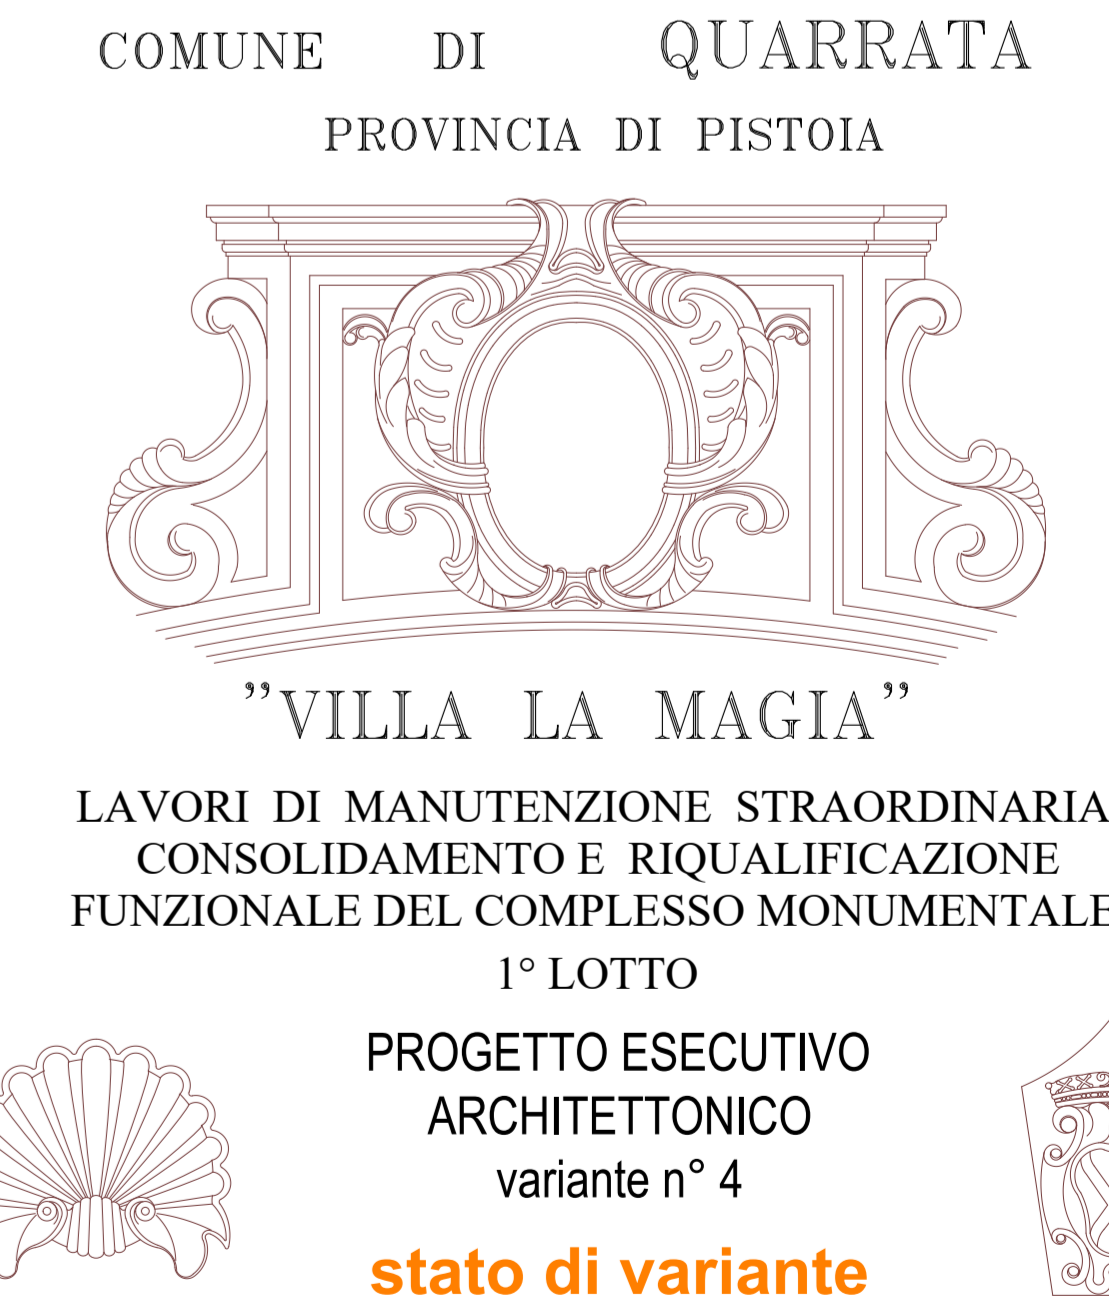 COMUNE DI QUARRATA
PROVINCIA DI PISTOIA
"VILLA LA MAGIA"
LAVORI DI MANUTENZIONE STRAORDINARIA
CONSOLIDAMENTO E RIQUALIFICAZIONE
FUNZIONALE DEL COMPLESSO MONUMENTALE
1° LOTTO
PROGETTO ESECUTIVO
ARCHITETTONICO
variante n° 4
stato di variante